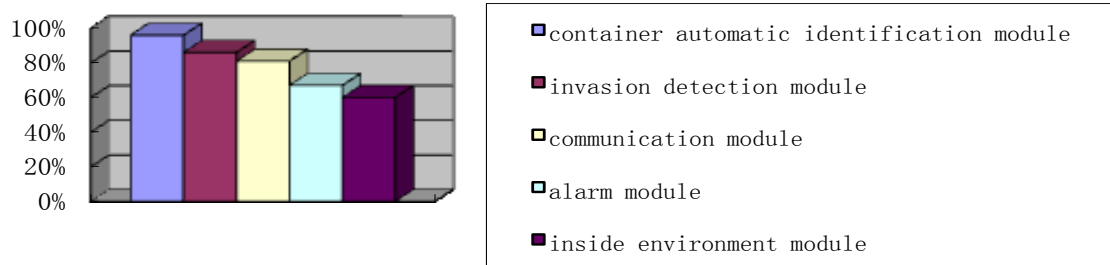 100%
80%
60%
40%
20%
0%
container automatic identification module
invasion detection module
communication module
alarm module
inside environment module